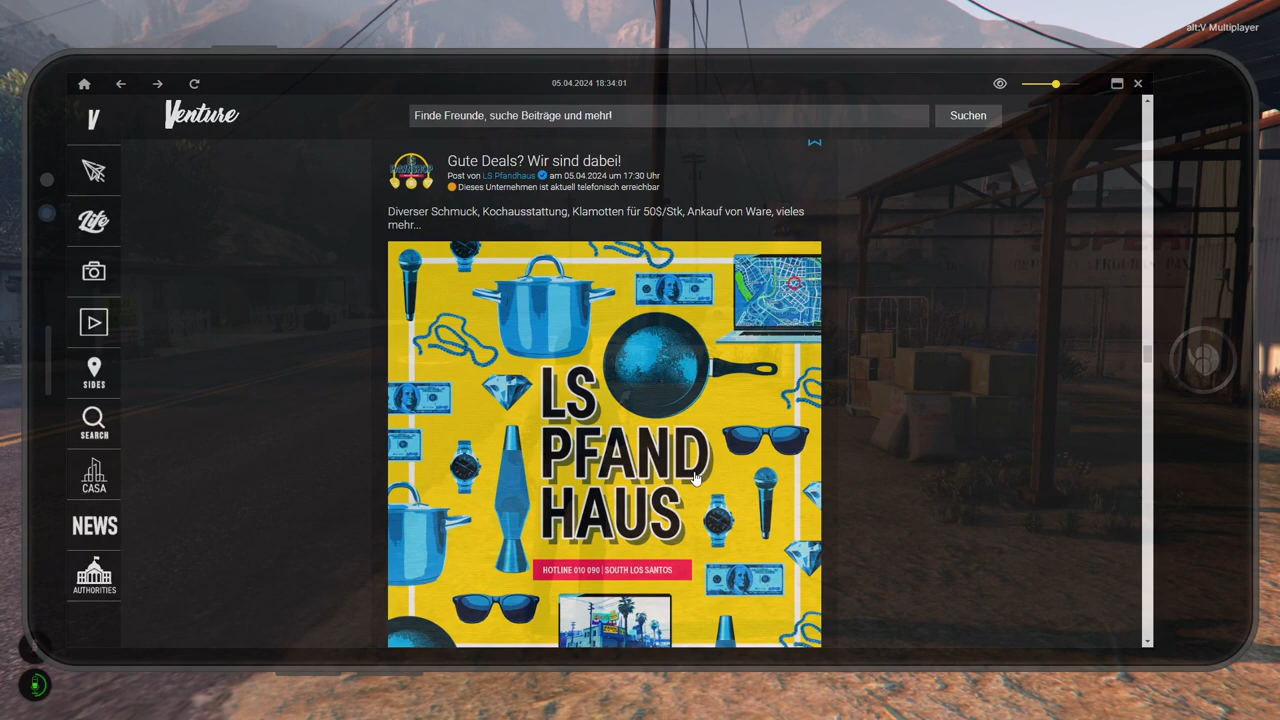 alt:V Multiplayer
05.04.2024 18:34:01
V
Venture
Finde Freunde, suche Beiträge und mehr!
Suchen
Gute Deals? Wir sind dabei!
Post von LS Pfandhaus am 05.04.2024 um 17:30 Uhr
Dieses Unternehmen ist aktuell telefonisch erreichbar
Diverser Schmuck, Kochausstattung, Klamotten für 50$/Stk, Ankauf von Ware, vieles
mehr...
Life
SIDES
SEARCH
CASA
NEWS
AUTHORITIES
LS
PFAND
HAUS
HOTLINE 010 090 | SOUTH LOS SANTOS